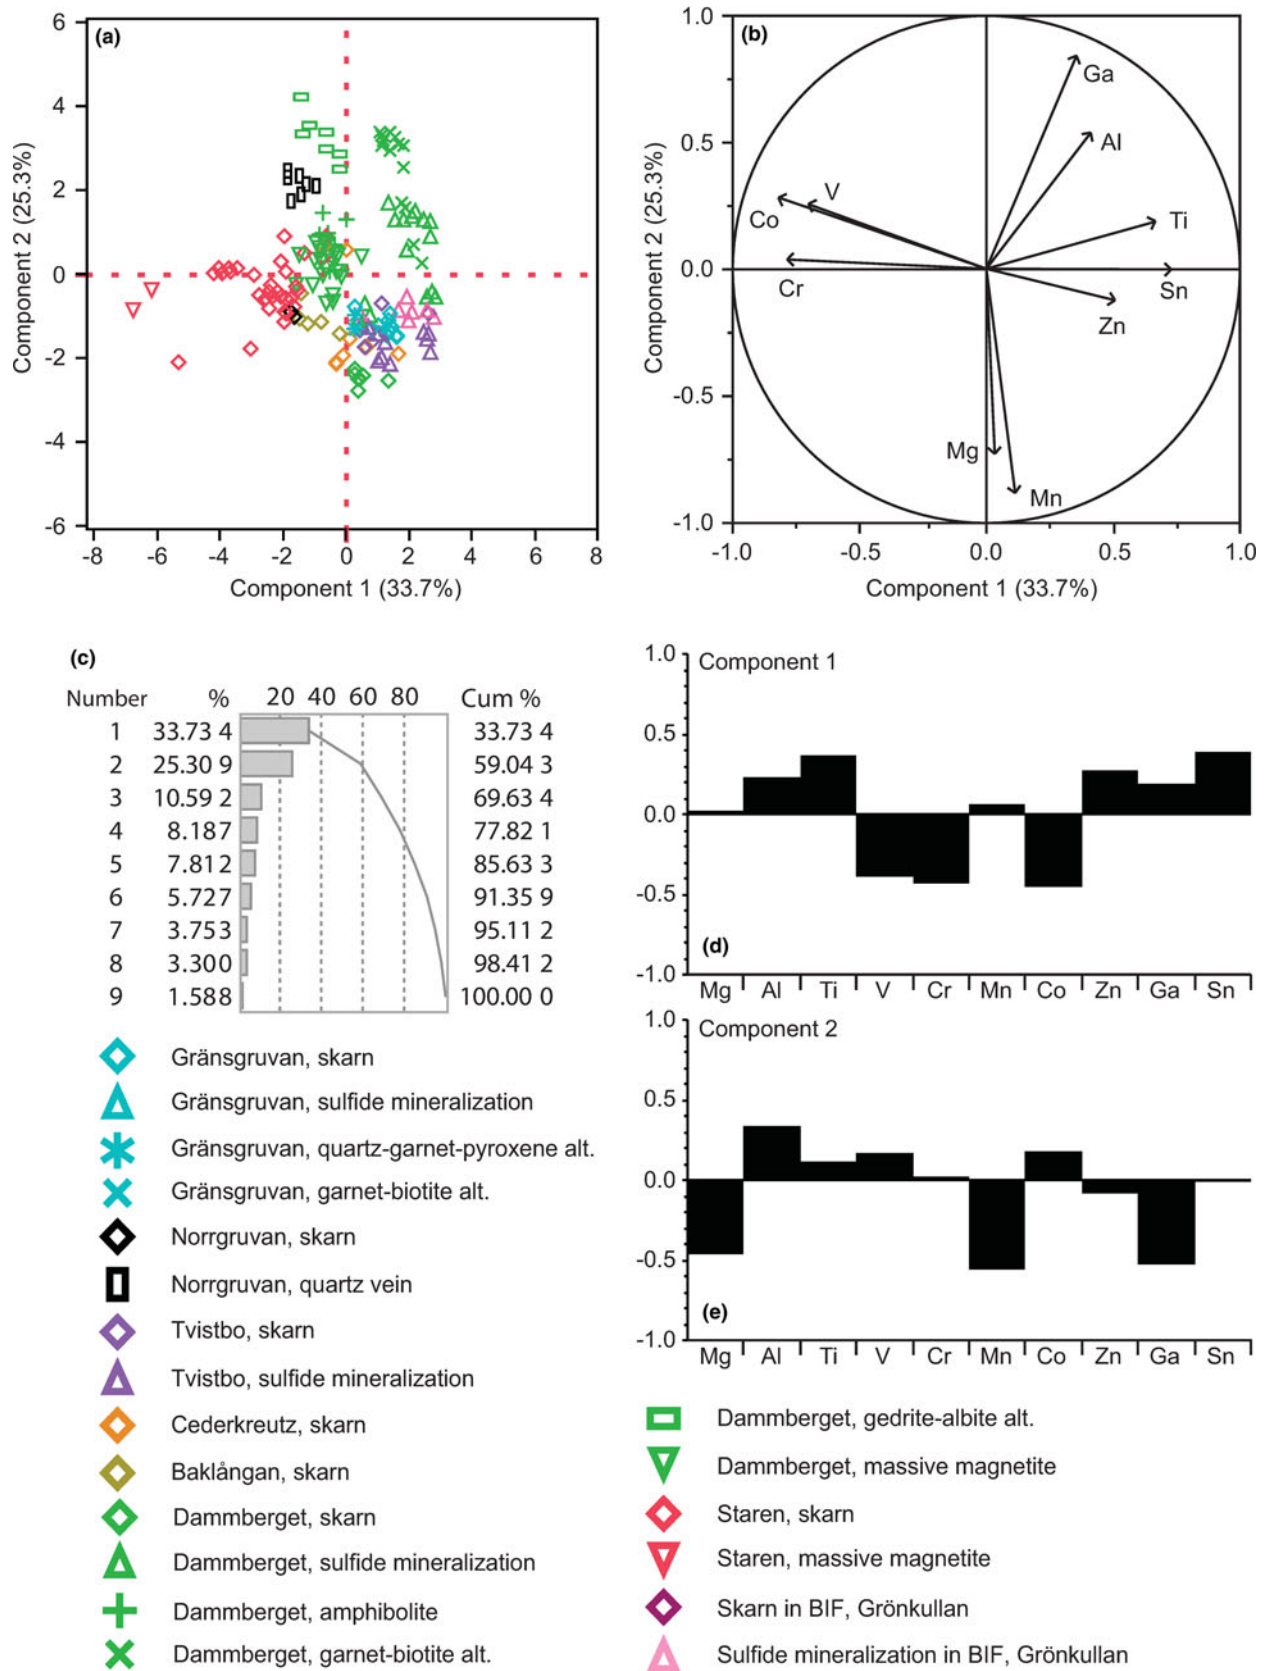 (a)
6
4
2
0
-2
-4
-6
-8 -6 -4 -2 0 2 4 6 8
Component 1 (33.7%)
Component 2 (25.3%)
(b)
1.0
0.5
0.0
-0.5
-1.0
-1.0 -0.5 0.0 0.5 1.0
Component 1 (33.7%)
Component 2 (25.3%)
Ga
Al
V
Co
Ti
Cr
Sn
Zn
Mg
Mn
(c)
Number % 20 40 60 80 Cum %
1 33.73 4 33.73 4
2 25.30 9 59.04 3
3 10.59 2 69.63 4
4 8.187 77.82 1
5 7.812 85.63 3
6 5.727 91.35 9
7 3.753 95.11 2
8 3.300 98.41 2
9 1.588 100.00 0
Component 1
1.0
0.5
0.0
-0.5
-1.0
(d)
Mg Al Ti V Cr Mn Co Zn Ga Sn
Component 2
1.0
0.5
0.0
-0.5
-1.0
(e)
Mg Al Ti V Cr Mn Co Zn Ga Sn
Gränsgruvan, skarn
Gränsgruvan, sulfide mineralization
Gränsgruvan, quartz-garnet-pyroxene alt.
Gränsgruvan, garnet-biotite alt.
Norrgruvan, skarn
Norrgruvan, quartz vein
Tvistbo, skarn
Tvistbo, sulfide mineralization
Cederkreutz, skarn
Baklångan, skarn
Dammberget, skarn
Dammberget, sulfide mineralization
Dammberget, amphibolite
Dammberget, garnet-biotite alt.
Dammberget, gedrite-albite alt.
Dammberget, massive magnetite
Staren, skarn
Staren, massive magnetite
Skarn in BIF, Grönkullan
Sulfide mineralization in BIF, Grönkullan